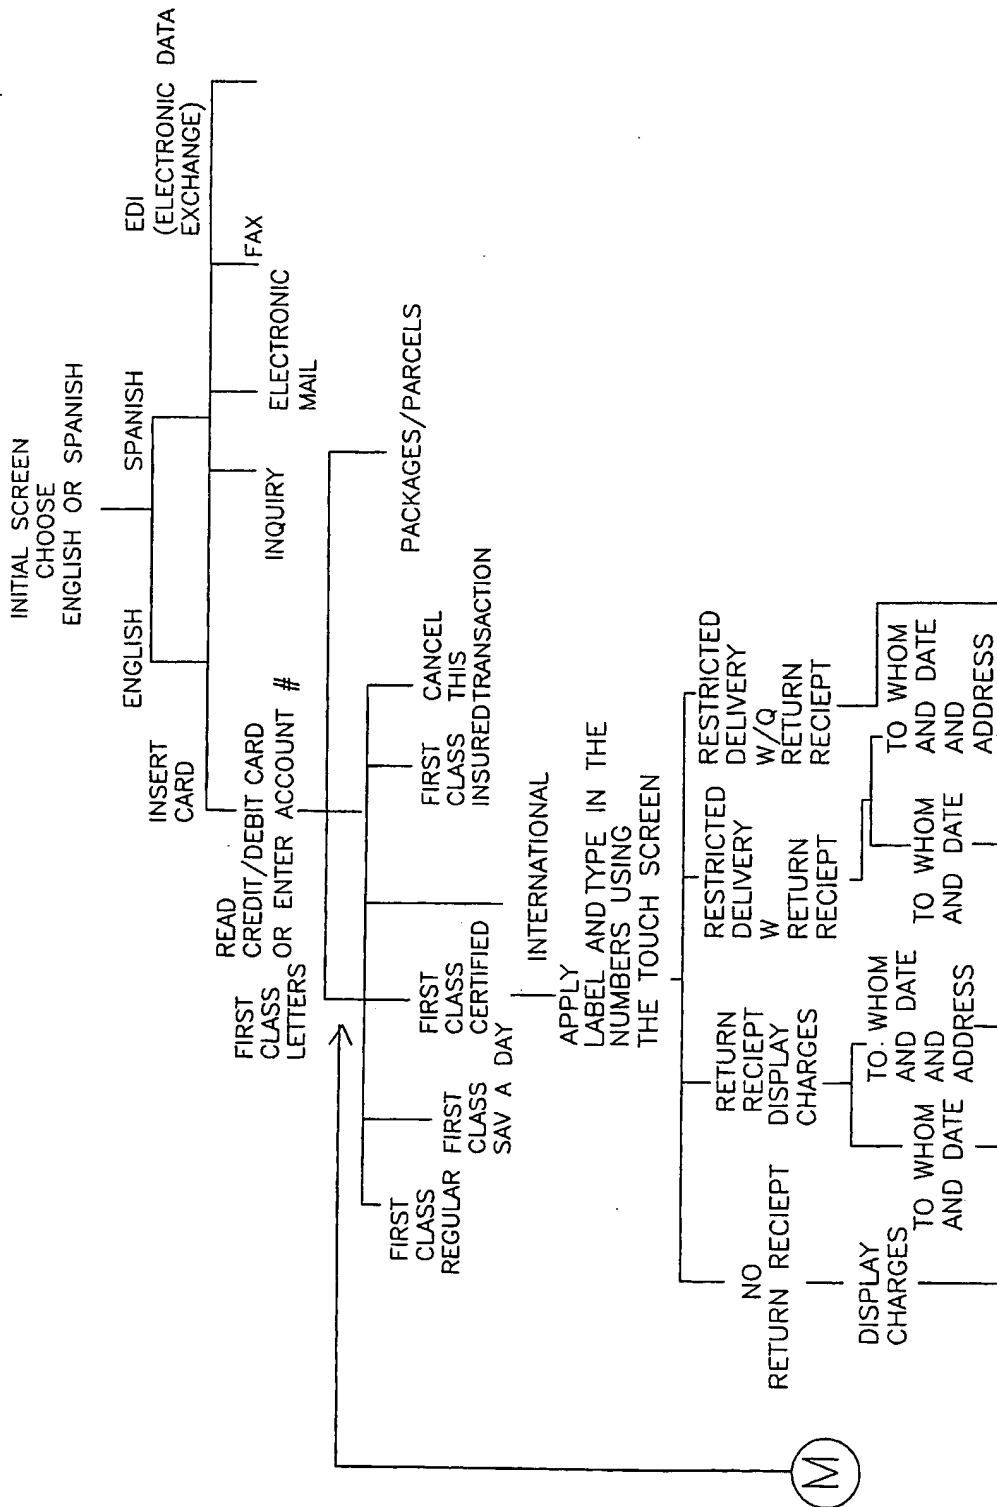 INITIAL SCREEN
CHOOSE
ENGLISH OR SPANISH
ENGLISH
SPANISH
INSERT
CARD
INQUIRY
ELECTRONIC
MAIL
FAX
EDI
(ELECTRONIC DATA
EXCHANGE)
READ
CREDIT/DEBIT CARD
OR ENTER ACCOUNT #
FIRST
CLASS
LETTERS
PACKAGES/PARCELS
FIRST
CLASS
REGULAR
FIRST
CLASS
SAV A DAY
FIRST
CLASS
CERTIFIED
INTERNATIONAL
FIRST
CLASS
INSURED
CANCEL
THIS
TRANSACTION
APPLY
LABEL AND TYPE IN THE
NUMBERS USING
THE TOUCH SCREEN
NO
RETURN RECIEPT
RETURN
RECIEPT
DISPLAY
CHARGES
RESTRICTED
DELIVERY
W
RETURN
RECIEPT
RESTRICTED
DELIVERY
W/Q
RETURN
RECIEPT
DISPLAY
CHARGES
TO WHOM
AND DATE
TO. WHOM
AND DATE
AND
ADDRESS
TO WHOM
AND DATE
TO WHOM
AND DATE
AND
ADDRESS
M